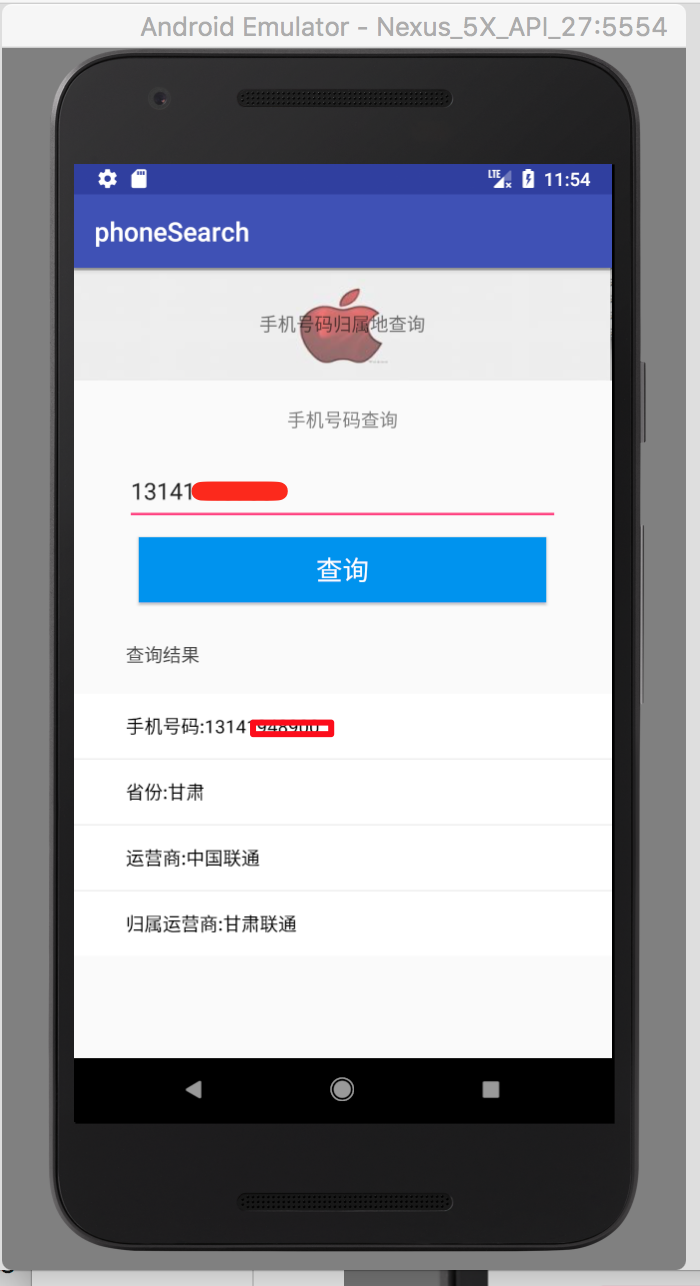 Android Emulator - Nexus_5X_API_27:5554
LTE 11:54
phoneSearch
手机号码归属地查询
手机号码查询
13141
查询
查询结果
手机号码:13141
省份:甘肃
运营商:中国联通
归属运营商:甘肃联通